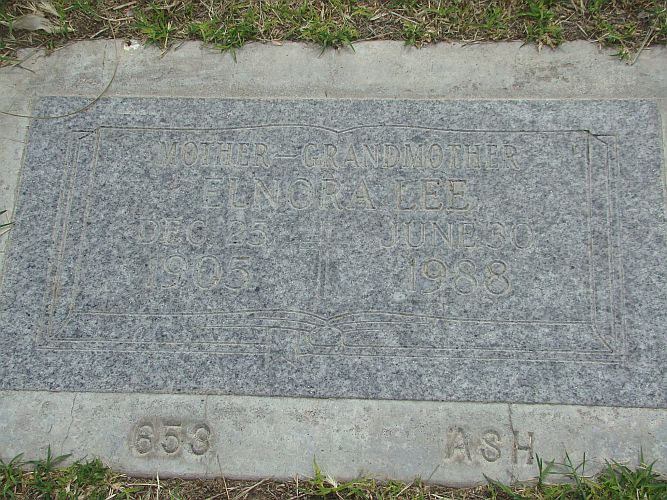 MOTHER-GRANDMOTHER
ELNORA LEE
DEC 25 JUNE 30
1905 1988
653 ASH